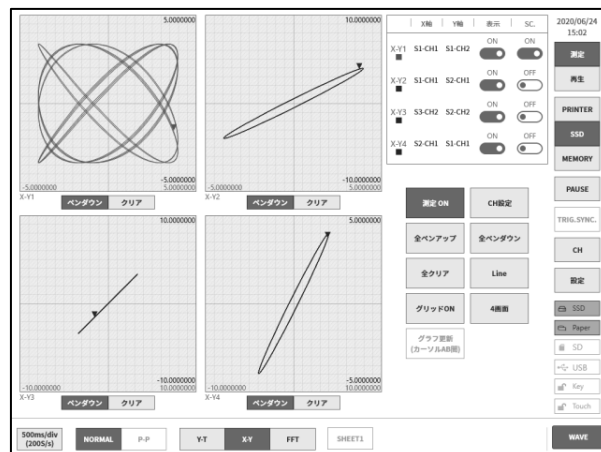 5.0000000
-5.0000000
-5.0000000
5.0000000
X-Y1
ペンダウン
クリア
10.0000000
-10.0000000
-5.0000000
5.0000000
X-Y2
ペンダウン
クリア
10.0000000
-10.0000000
-10.0000000
10.0000000
X-Y3
ペンダウン
クリア
5.0000000
-5.0000000
-10.0000000
10.0000000
X-Y4
ペンダウン
クリア
X軸 Y軸 表示 SC.
X-Y1 S1-CH1 S1-CH2 ON ON
X-Y2 S1-CH1 S2-CH1 ON OFF
X-Y3 S3-CH2 S2-CH2 ON OFF
X-Y4 S2-CH1 S1-CH1 ON OFF
測定 ON
CH設定
全ペンアップ
全ペンダウン
全クリア
Line
グリッドON
4画面
グラフ更新
(カーソルAB間)
2020/06/24
15:02
測定
再生
PRINTER
SSD
MEMORY
PAUSE
TRIG.SYNC.
CH
設定
SSD
Paper
SD
USB
Key
Touch
500ms/div
(200S/s)
NORMAL
P-P
Y-T
X-Y
FFT
SHEET1
WAVE